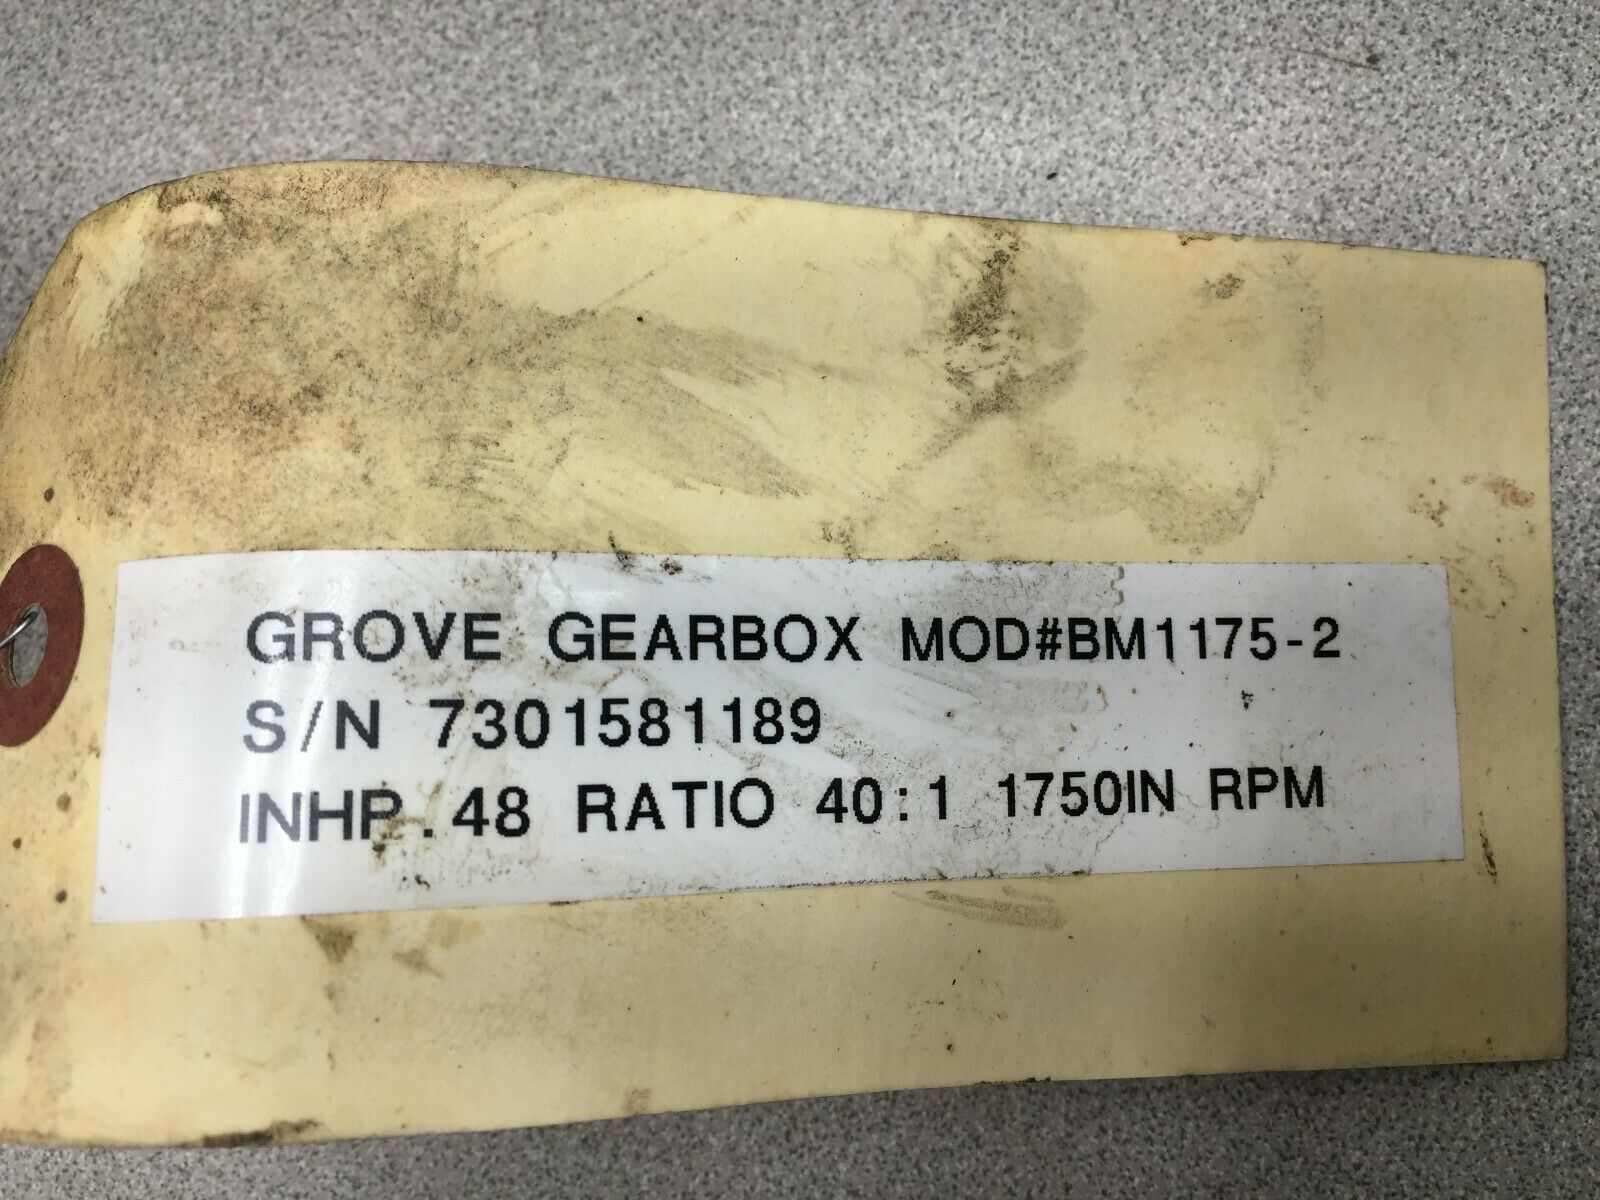 GROVE GEARBOX MOD#BM1175-2
S/N 7301581189
INHP.48 RATIO 40:1 1750IN RPM